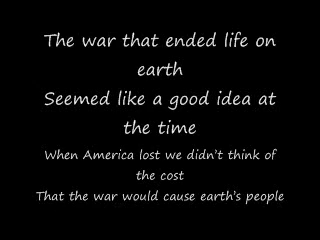 The war that ended life on
earth
Seemed like a good idea at
the time
When America lost we didn't think of
the cost
That the war would cause earth's people